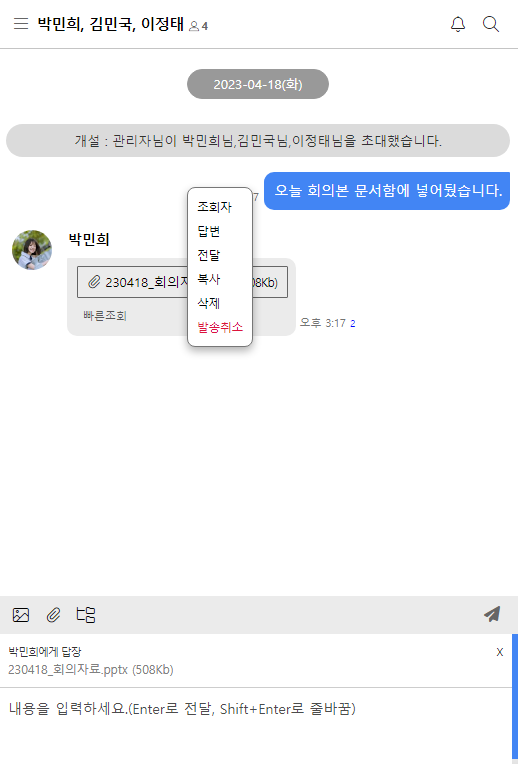 박민희, 김민국, 이정태 4
2023-04-18(화)
개설 : 관리자님이 박민희님,김민국님,이정태님을 초대했습니다.
오늘 회의본 문서함에 넣어뒀습니다.
7
조회자
답변
전달
복사
삭제
발송취소
박민희
230418_회의자 08Kb)
빠른조회
오후 3:17 2
박민희에게 답장 X
230418_회의자료.pptx (508Kb)
내용을 입력하세요.(Enter로 전달, Shift+Enter로 줄바꿈)